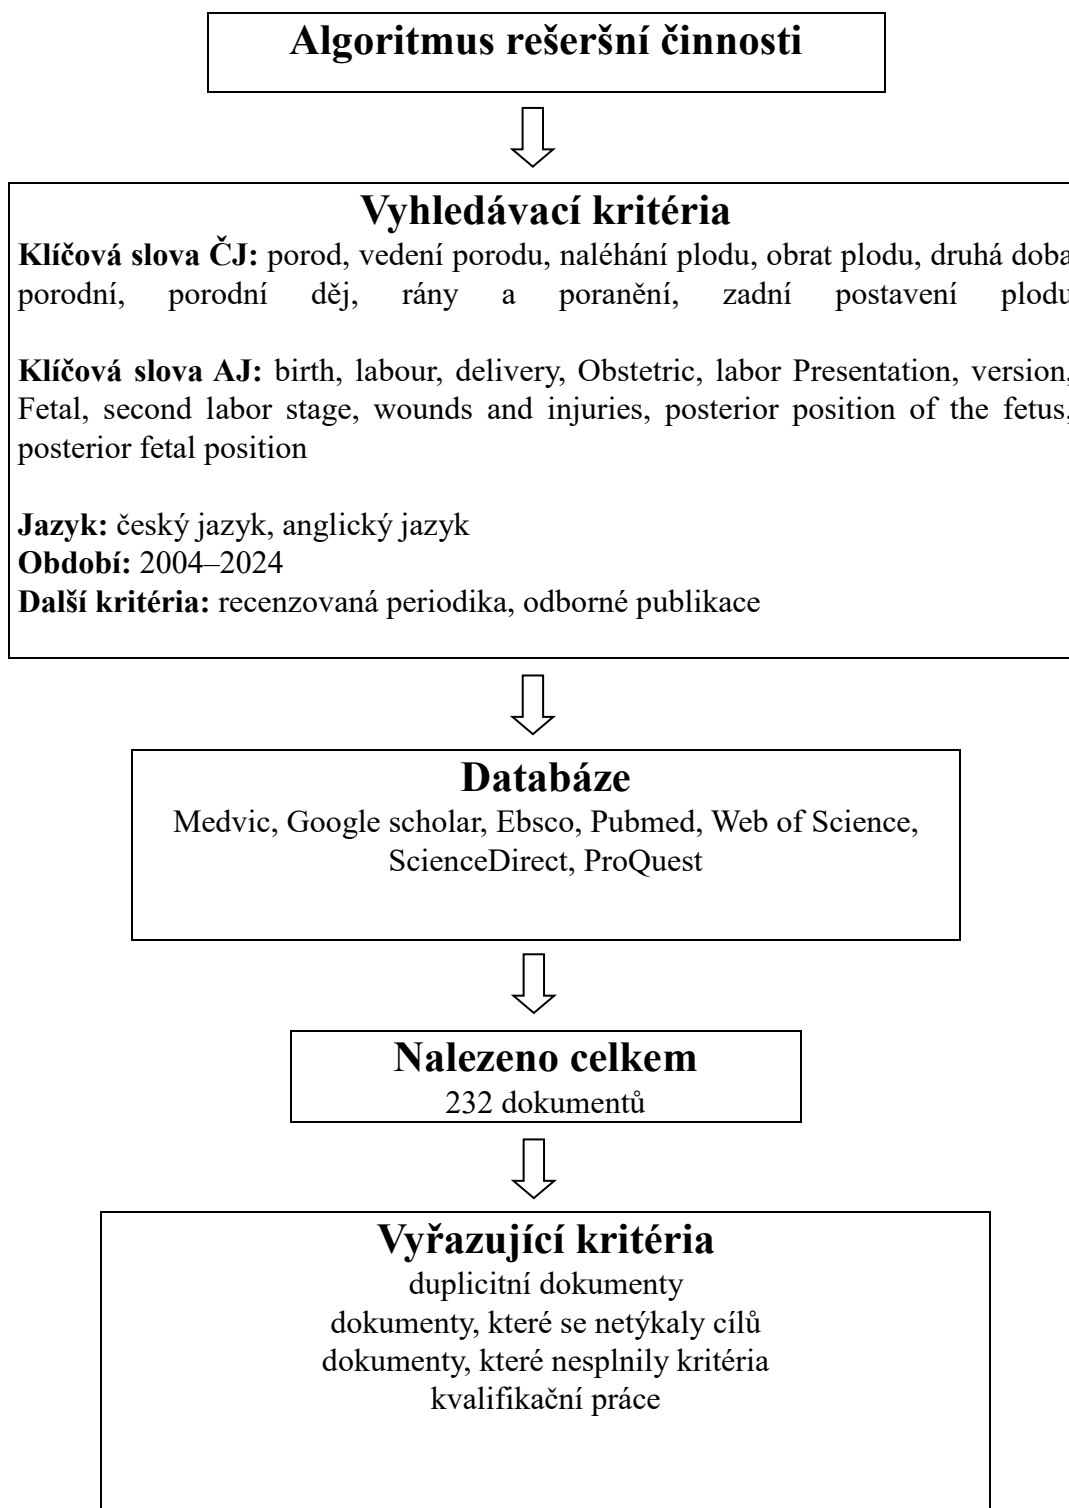 Algoritmus rešeršní činnosti
Vyhledávací kritéria
Klíčová slova ČJ: porod, vedení porodu, naléhání plodu, obrat plodu, druhá doba
porodní, porodní děj, rány a poranění, zadní postavení plodu
Klíčová slova AJ: birth, labour, delivery, Obstetric, labor Presentation, version,
Fetal, second labor stage, wounds and injuries, posterior position of the fetus,
posterior fetal position
Jazyk: český jazyk, anglický jazyk
Období: 2004–2024
Další kritéria: recenzovaná periodika, odborné publikace
Databáze
Medvic, Google scholar, Ebsco, Pubmed, Web of Science,
ScienceDirect, ProQuest
Nalezeno celkem
232 dokumentů
Vyřazující kritéria
duplicitní dokumenty
dokumenty, které se netýkaly cílů
dokumenty, které nesplnily kritéria
kvalifikační práce